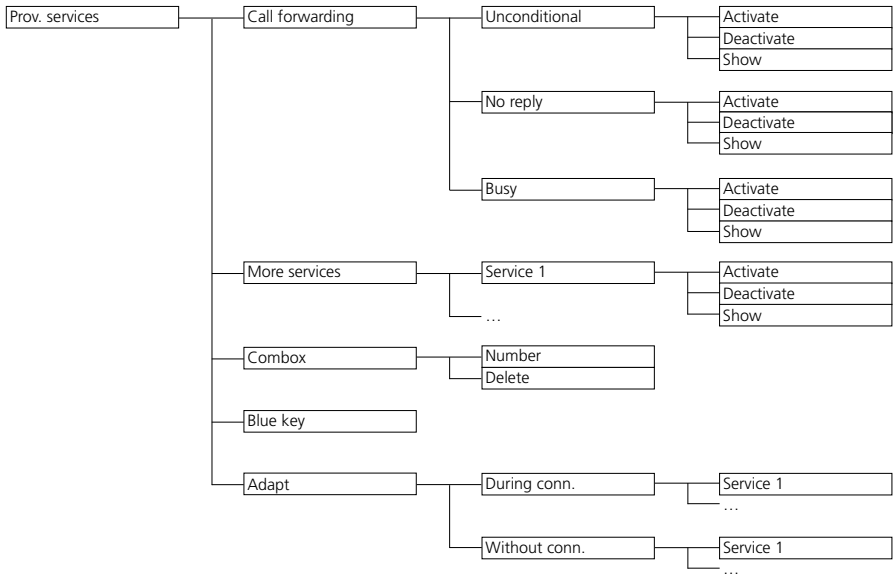 Prov. services
Call forwarding
Unconditional
Activate
Deactivate
Show
No reply
Activate
Deactivate
Show
Busy
Activate
Deactivate
Show
More services
Service 1
Activate
Deactivate
Show
…
Combox
Number
Delete
Blue key
Adapt
During conn.
Service 1
…
Without conn.
Service 1
…